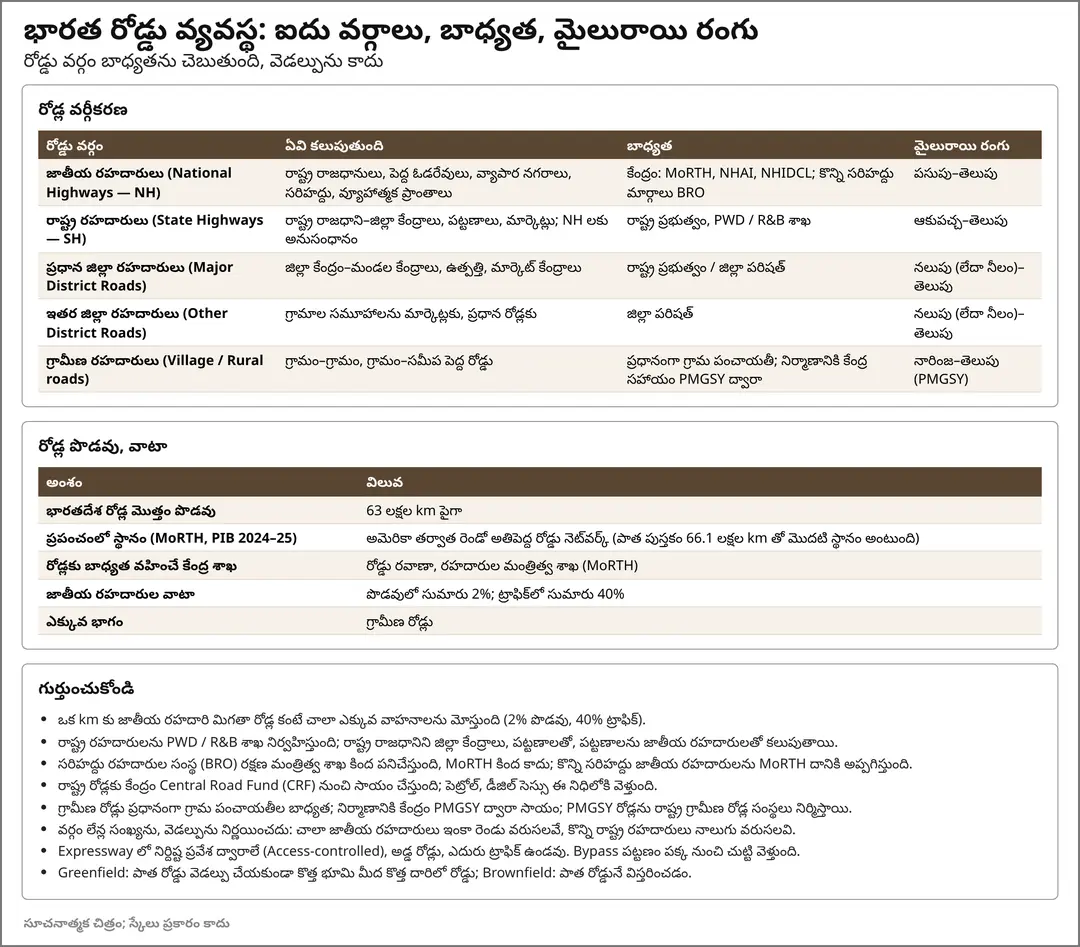 భారత రోడ్డు వ్యవస్థ: ఐదు వర్గాలు, బాధ్యత, మైలురాయి రంగు
రోడ్డు వర్గం బాధ్యతను చెబుతుంది, వెడల్పును కాదు
రోడ్ల వర్గీకరణ
రోడ్డు వర్గం ఏవి కలుపుతుంది బాధ్యత మైలురాయి రంగు
జాతీయ రహదారులు (National Highways — NH) రాష్ట్ర రాజధానులు, పెద్ద ఓడరేవులు, వ్యాపార నగరాలు, సరిహద్దు, వ్యూహాత్మక ప్రాంతాలు కేంద్రం: MoRTH, NHAI, NHIDCL; కొన్ని సరిహద్దు మార్గాలు BRO పసుపు–తెలుపు
రాష్ట్ర రహదారులు (State Highways — SH) రాష్ట్ర రాజధాని–జిల్లా కేంద్రాలు, పట్టణాలు, మార్కెట్లు; NH లకు అనుసంధానం రాష్ట్ర ప్రభుత్వం, PWD / R&B శాఖ ఆకుపచ్చ–తెలుపు
ప్రధాన జిల్లా రహదారులు (Major District Roads) జిల్లా కేంద్రం–మండల కేంద్రాలు, ఉత్పత్తి, మార్కెట్ కేంద్రాలు రాష్ట్ర ప్రభుత్వం / జిల్లా పరిషత్ నలుపు (లేదా నీలం)–తెలుపు
ఇతర జిల్లా రహదారులు (Other District Roads) గ్రామాల సమూహాలను మార్కెట్లకు, ప్రధాన రోడ్లకు జిల్లా పరిషత్ నలుపు (లేదా నీలం)–తెలుపు
గ్రామీణ రహదారులు (Village / Rural roads) గ్రామం–గ్రామం, గ్రామం–సమీప పెద్ద రోడ్డు ప్రధానంగా గ్రామ పంచాయతీ; నిర్మాణానికి కేంద్ర సహాయం PMGSY ద్వారా నారింజ–తెలుపు (PMGSY)
రోడ్ల పొడవు, వాటా
అంశం విలువ
భారతదేశ రోడ్ల మొత్తం పొడవు 63 లక్షల km పైగా
ప్రపంచంలో స్థానం (MoRTH, PIB 2024–25) అమెరికా తర్వాత రెండో అతిపెద్ద రోడ్డు నెట్‌వర్క్ (పాత పుస్తకం 66.1 లక్షల km తో మొదటి స్థానం అంటుంది)
రోడ్లకు బాధ్యత వహించే కేంద్ర శాఖ రోడ్డు రవాణా, రహదారుల మంత్రిత్వ శాఖ (MoRTH)
జాతీయ రహదారుల వాటా పొడవులో సుమారు 2%; ట్రాఫిక్‌లో సుమారు 40%
ఎక్కువ భాగం గ్రామీణ రోడ్లు
గుర్తుంచుకోండి
• ఒక km కు జాతీయ రహదారి మిగతా రోడ్ల కంటే చాలా ఎక్కువ వాహనాలను మోస్తుంది (2% పొడవు, 40% ట్రాఫిక్).
• రాష్ట్ర రహదారులను PWD / R&B శాఖ నిర్వహిస్తుంది; రాష్ట్ర రాజధానిని జిల్లా కేంద్రాలు, పట్టణాలతో, పట్టణాలను జాతీయ రహదారులతో కలుపుతాయి.
• సరిహద్దు రహదారుల సంస్థ (BRO) రక్షణ మంత్రిత్వ శాఖ కింద పనిచేస్తుంది, MoRTH కింద కాదు; కొన్ని సరిహద్దు జాతీయ రహదారులను MoRTH దానికి అప్పగిస్తుంది.
• రాష్ట్ర రోడ్లకు కేంద్రం Central Road Fund (CRF) నుంచి సాయం చేస్తుంది; పెట్రోల్, డీజిల్ సెస్సు ఈ నిధిలోకి వెళ్తుంది.
• గ్రామీణ రోడ్లు ప్రధానంగా గ్రామ పంచాయతీల బాధ్యత; నిర్మాణానికి కేంద్రం PMGSY ద్వారా సాయం; PMGSY రోడ్లను రాష్ట్ర గ్రామీణ రోడ్ల సంస్థలు నిర్మిస్తాయి.
• వర్గం లేన్ల సంఖ్యను, వెడల్పును నిర్ణయించదు: చాలా జాతీయ రహదారులు ఇంకా రెండు వరుసలవే, కొన్ని రాష్ట్ర రహదారులు నాలుగు వరుసలవి.
• Expressway లో నిర్దిష్ట ప్రవేశ ద్వారాలే (Access-controlled), అడ్డ రోడ్లు, ఎదురు ట్రాఫిక్ ఉండవు. Bypass పట్టణం పక్క నుంచి చుట్టి వెళ్తుంది.
• Greenfield: పాత రోడ్డు వెడల్పు చేయకుండా కొత్త భూమి మీద కొత్త దారిలో రోడ్డు; Brownfield: పాత రోడ్డునే విస్తరించడం.
సూచనాత్మక చిత్రం; స్కేలు ప్రకారం కాదు